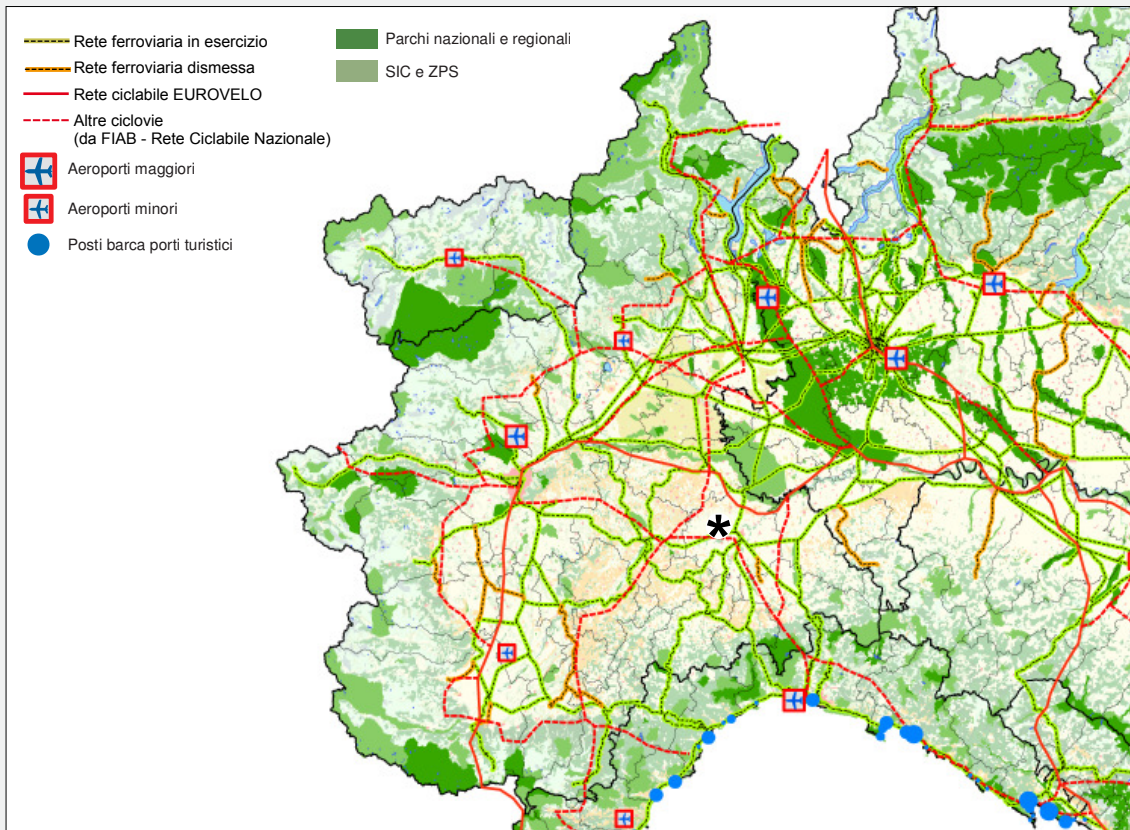 Rete ferroviaria in esercizio
Rete ferroviaria dismessa
Rete ciclabile EUROVELO
Altre ciclovie
(da FIAB - Rete Ciclabile Nazionale)
Aeroporti maggiori
Aeroporti minori
Posti barca porti turistici
Parchi nazionali e regionali
SIC e ZPS
*